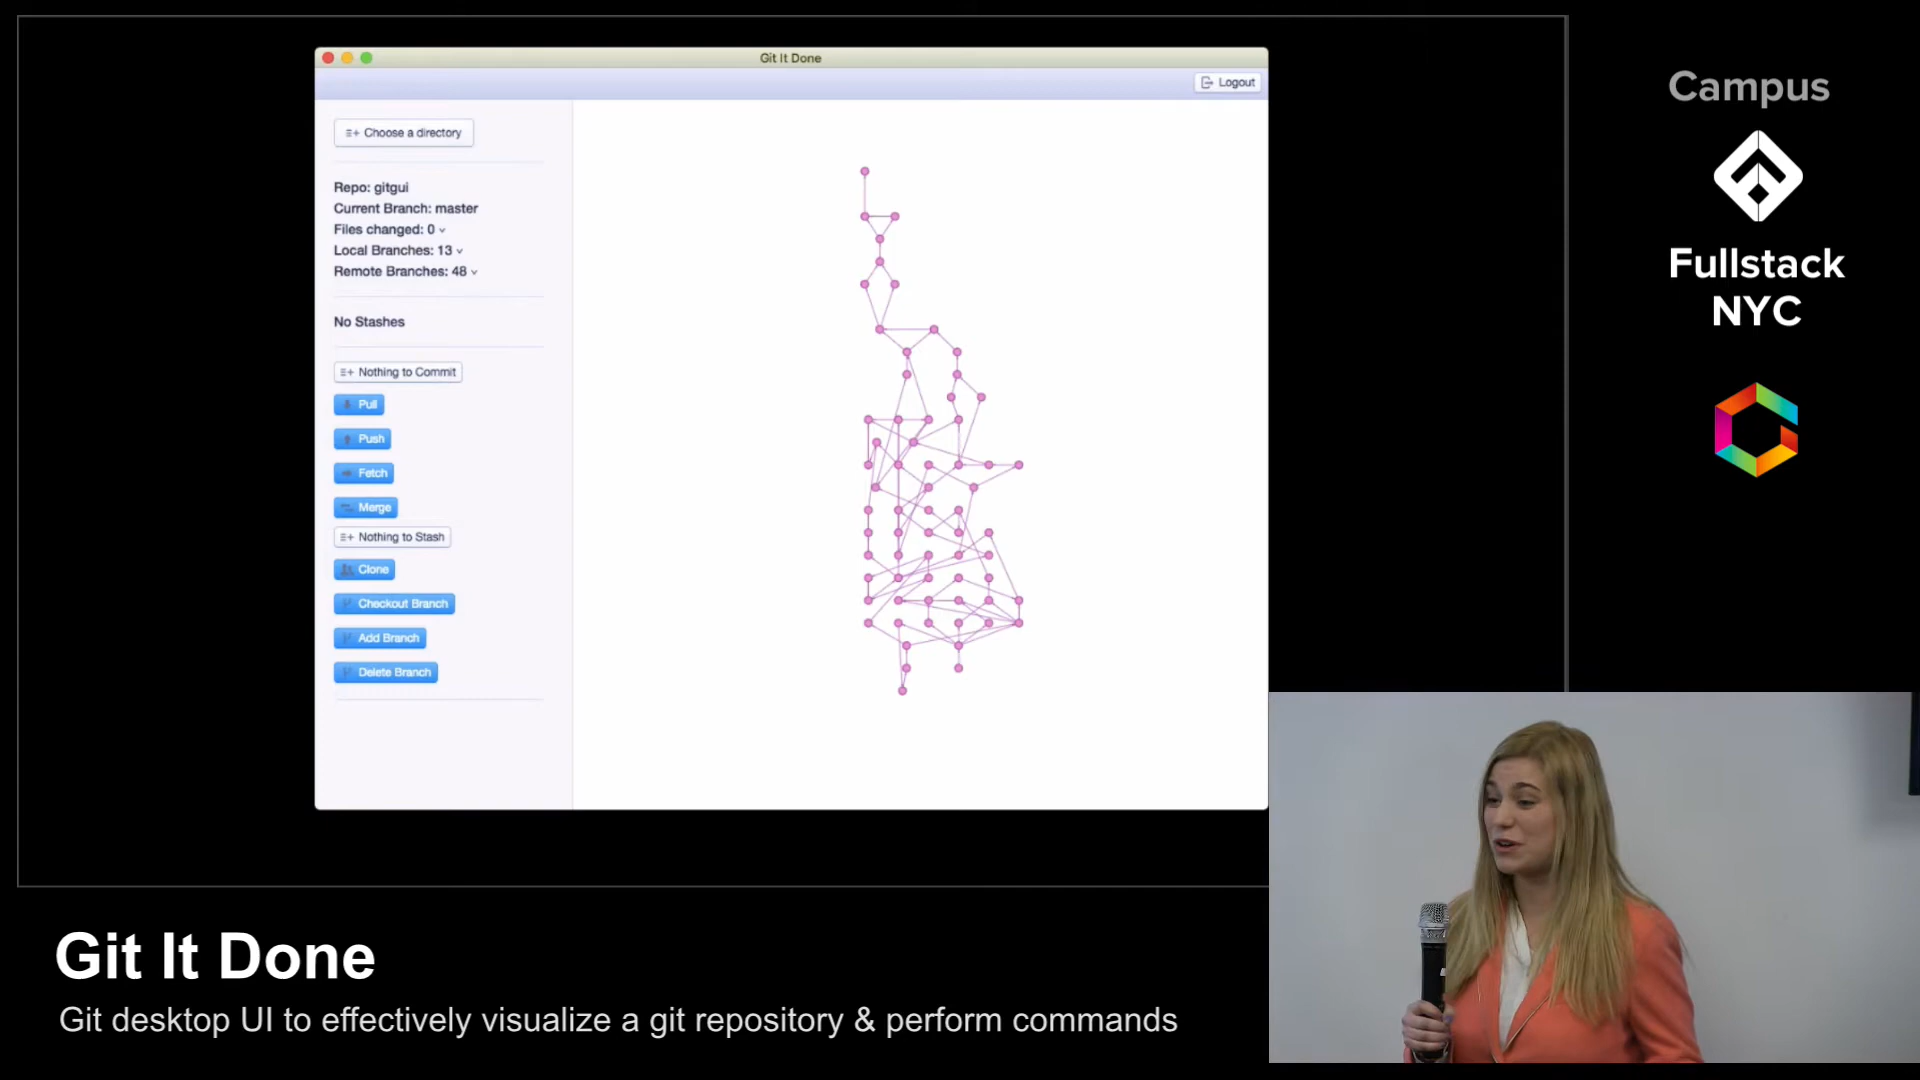 Git It Done
Logout
Choose a directory
Repo: gitgui
Current Branch: master
Files changed: 0
Local Branches: 13
Remote Branches: 48
No Stashes
Nothing to Commit
Pull
Push
Fetch
Merge
Nothing to Stash
Clone
Checkout Branch
Add Branch
Delete Branch
Campus
Fullstack
NYC
Git It Done
Git desktop UI to effectively visualize a git repository & perform commands